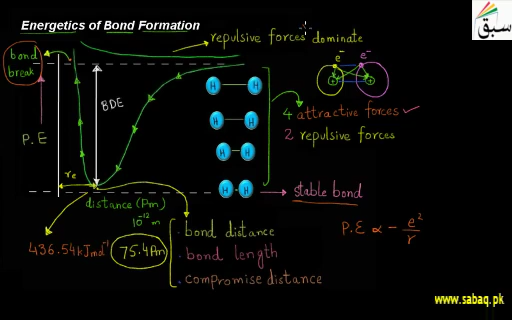 Energetics of Bond Formation
سبق
repulsive forces dominate
bond break
e⁻ e⁻
+ +
BDE
P.E
H H
H H
H H
H H
4 attractive forces ✓
2 repulsive forces
re
stable bond
distance (Pm)
10⁻¹² m
436.54kJmol⁻¹
75.4Pm
. bond distance
. bond length
. compromise distance
P.E α - e²/r
www.sabaq.pk